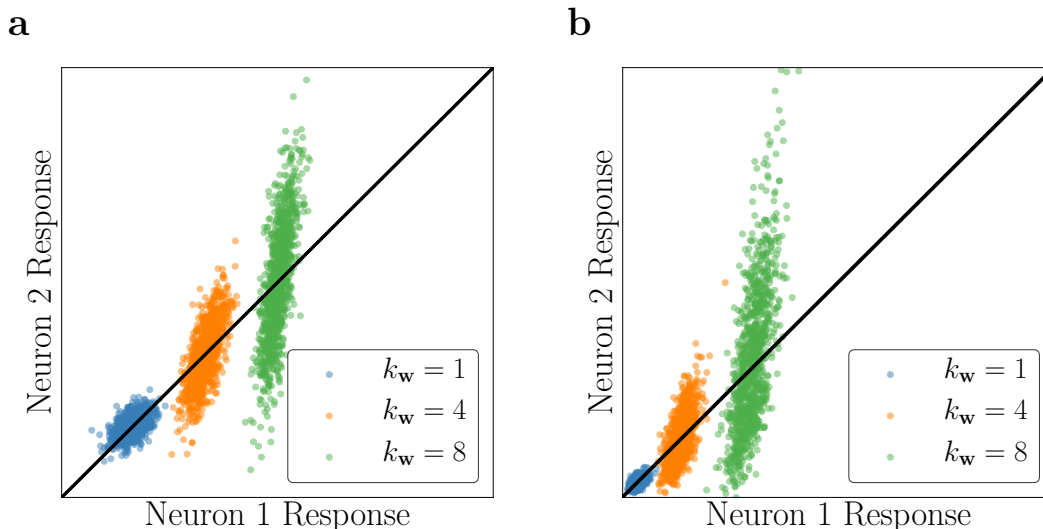 a
b
Neuron 2 Response
k_w = 1
k_w = 4
k_w = 8
Neuron 1 Response
Neuron 2 Response
k_w = 1
k_w = 4
k_w = 8
Neuron 1 Response